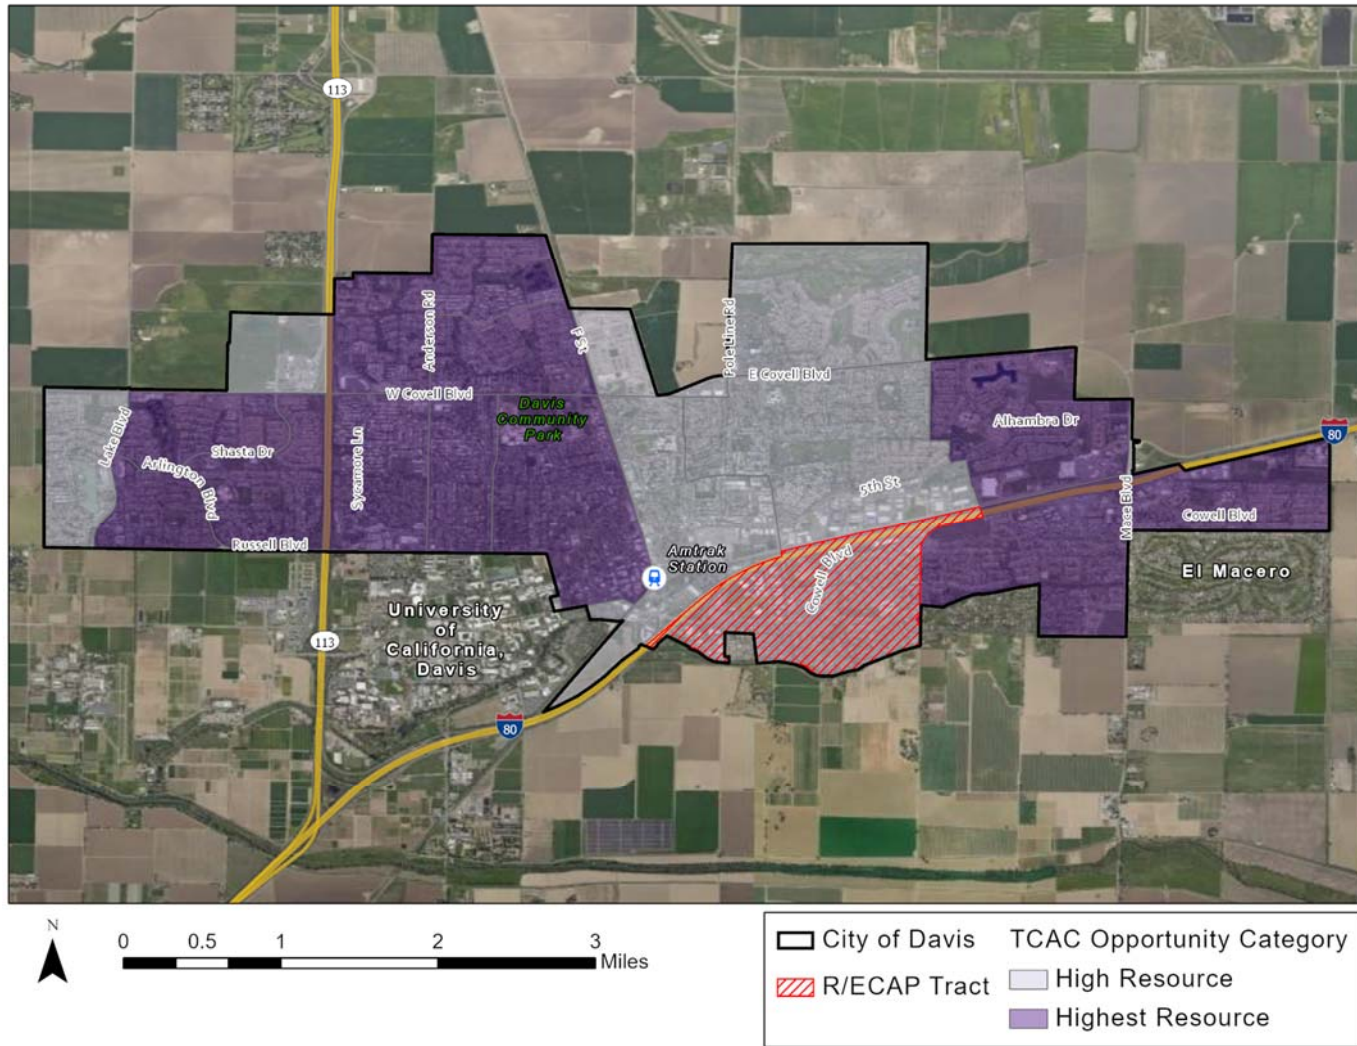 113
Anderson Rd
F St
Pole Line Rd
E Covell Blvd
W Covell Blvd
Davis
Community
Park
Lake Blvd
Shasta Dr
Arlington Blvd
Sycamore Ln
Alhambra Dr
80
5th St
Mace Blvd
Cowell Blvd
Russell Blvd
Amtrak
Station
Cowell Blvd
El Macero
University
of
California,
Davis
113
80
N
0 0.5 1 2 3
Miles
City of Davis
R/ECAP Tract
TCAC Opportunity Category
High Resource
Highest Resource